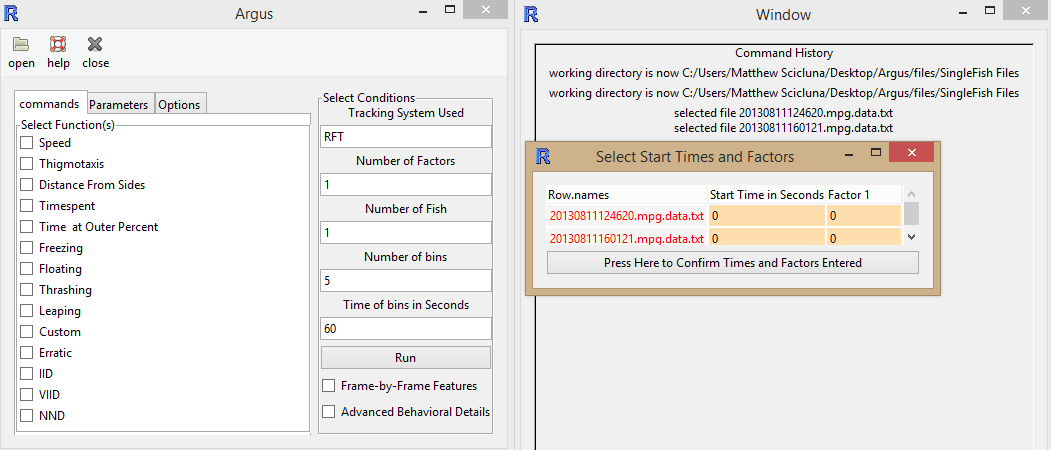 Argus
open help close
commands Parameters Options
Select Function(s)
Speed
Thigmotaxis
Distance From Sides
Timespent
Time at Outer Percent
Freezing
Floating
Thrashing
Leaping
Custom
Erratic
IID
VIID
NND
Select Conditions
Tracking System Used
RFT
Number of Factors
1
Number of Fish
1
Number of bins
5
Time of bins in Seconds
60
Run
Frame-by-Frame Features
Advanced Behavioral Details
Window
Command History
working directory is now C:/Users/Matthew Scicluna/Desktop/Argus/files/SingleFish Files
working directory is now C:/Users/Matthew Scicluna/Desktop/Argus/files/SingleFish Files
selected file 20130811124620.mpg.data.txt
selected file 20130811160121.mpg.data.txt
Select Start Times and Factors
Row.names Start Time in Seconds Factor 1
20130811124620.mpg.data.txt 0 0
20130811160121.mpg.data.txt 0 0
Press Here to Confirm Times and Factors Entered